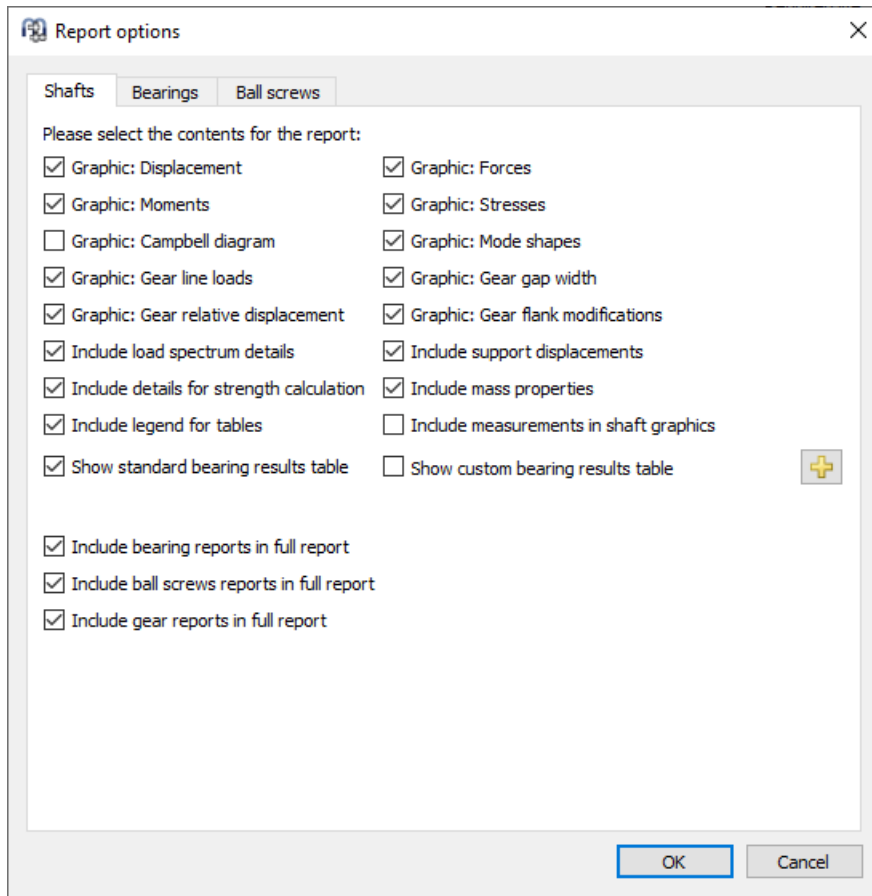 Report options
Shafts Bearings Ball screws
Please select the contents for the report:
Graphic: Displacement Graphic: Forces
Graphic: Moments Graphic: Stresses
Graphic: Campbell diagram Graphic: Mode shapes
Graphic: Gear line loads Graphic: Gear gap width
Graphic: Gear relative displacement Graphic: Gear flank modifications
Include load spectrum details Include support displacements
Include details for strength calculation Include mass properties
Include legend for tables Include measurements in shaft graphics
Show standard bearing results table Show custom bearing results table
Include bearing reports in full report
Include ball screws reports in full report
Include gear reports in full report
OK Cancel